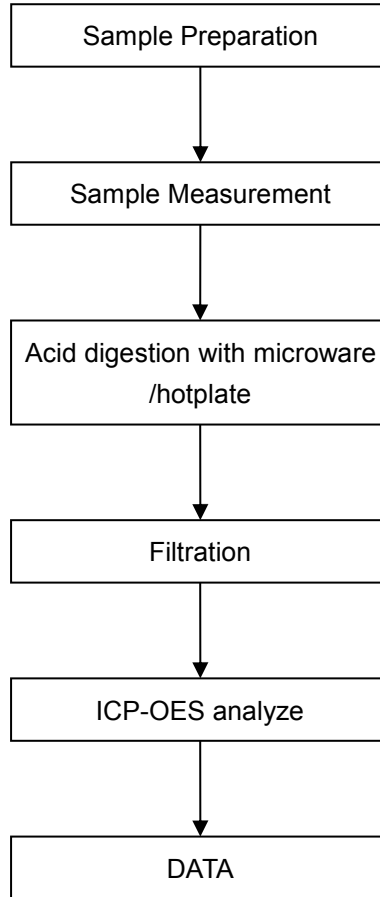 Sample Preparation
Sample Measurement
Acid digestion with microware
/hotplate
Filtration
ICP-OES analyze
DATA